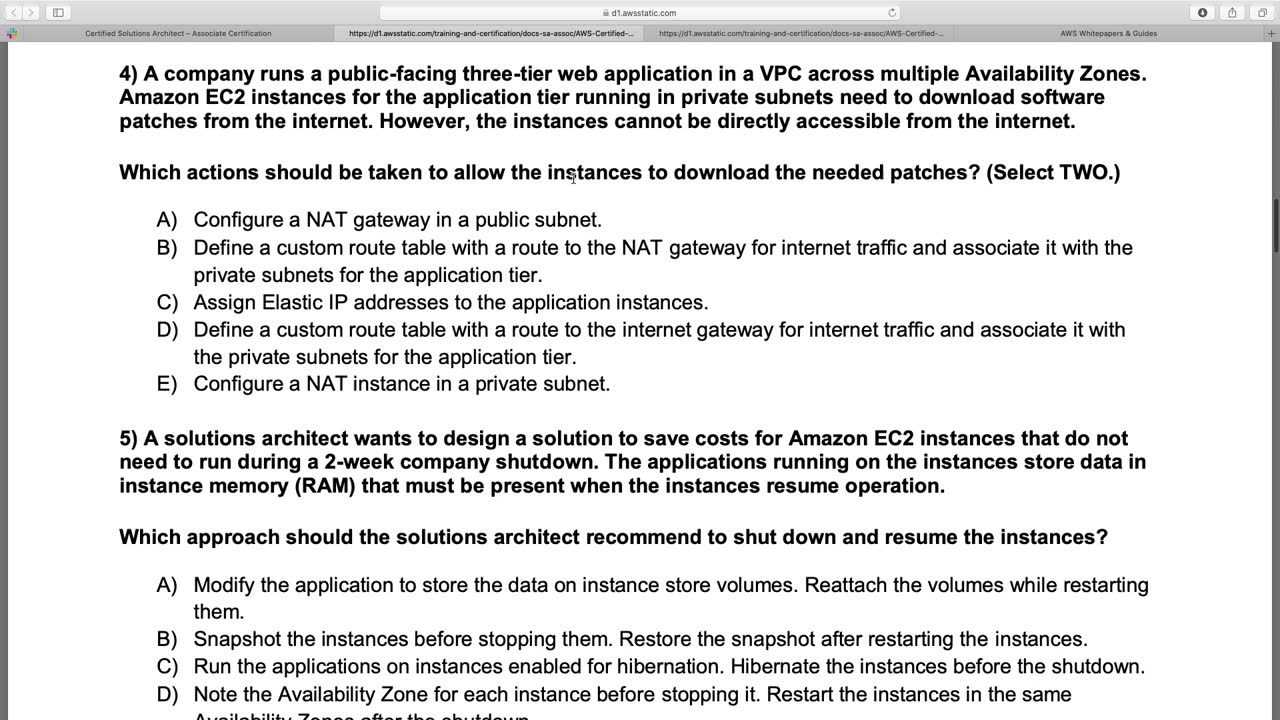 d1.awsstatic.com
Certified Solutions Architect – Associate Certification
https://d1.awsstatic.com/training-and-certification/docs-sa-assoc/AWS-Certified-...
https://d1.awsstatic.com/training-and-certification/docs-sa-assoc/AWS-Certified-...
AWS Whitepapers & Guides
4) A company runs a public-facing three-tier web application in a VPC across multiple Availability Zones.
Amazon EC2 instances for the application tier running in private subnets need to download software
patches from the internet. However, the instances cannot be directly accessible from the internet.
Which actions should be taken to allow the instances to download the needed patches? (Select TWO.)
A) Configure a NAT gateway in a public subnet.
B) Define a custom route table with a route to the NAT gateway for internet traffic and associate it with the
private subnets for the application tier.
C) Assign Elastic IP addresses to the application instances.
D) Define a custom route table with a route to the internet gateway for internet traffic and associate it with
the private subnets for the application tier.
E) Configure a NAT instance in a private subnet.
5) A solutions architect wants to design a solution to save costs for Amazon EC2 instances that do not
need to run during a 2-week company shutdown. The applications running on the instances store data in
instance memory (RAM) that must be present when the instances resume operation.
Which approach should the solutions architect recommend to shut down and resume the instances?
A) Modify the application to store the data on instance store volumes. Reattach the volumes while restarting
them.
B) Snapshot the instances before stopping them. Restore the snapshot after restarting the instances.
C) Run the applications on instances enabled for hibernation. Hibernate the instances before the shutdown.
D) Note the Availability Zone for each instance before stopping it. Restart the instances in the same
Availability Zones after the shutdown.